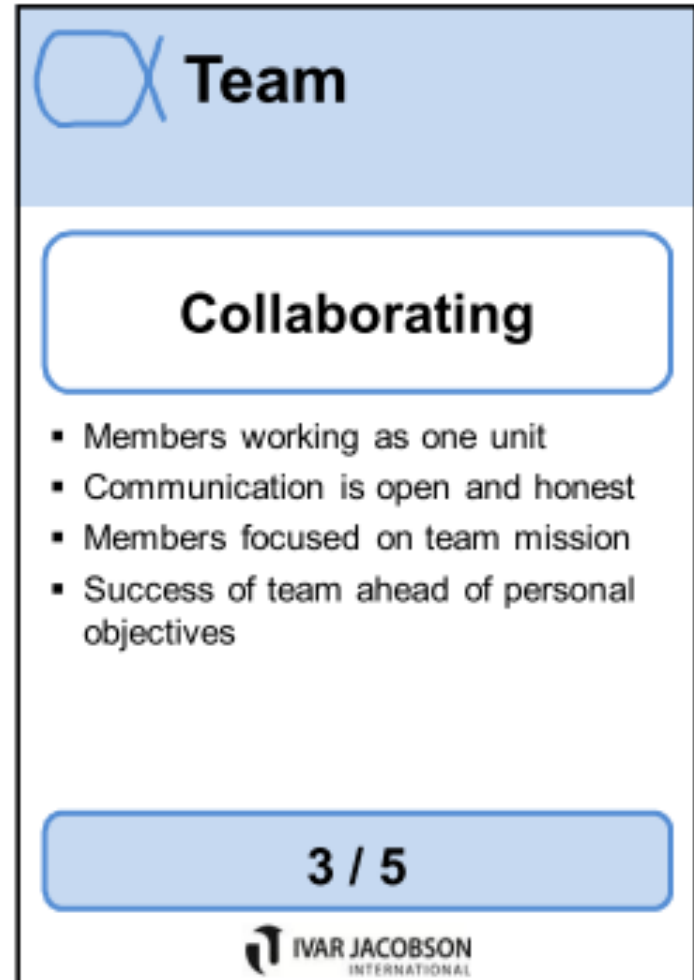 Team
Collaborating
▪ Members working as one unit
▪ Communication is open and honest
▪ Members focused on team mission
▪ Success of team ahead of personal
objectives
3 / 5
IVAR JACOBSON
INTERNATIONAL